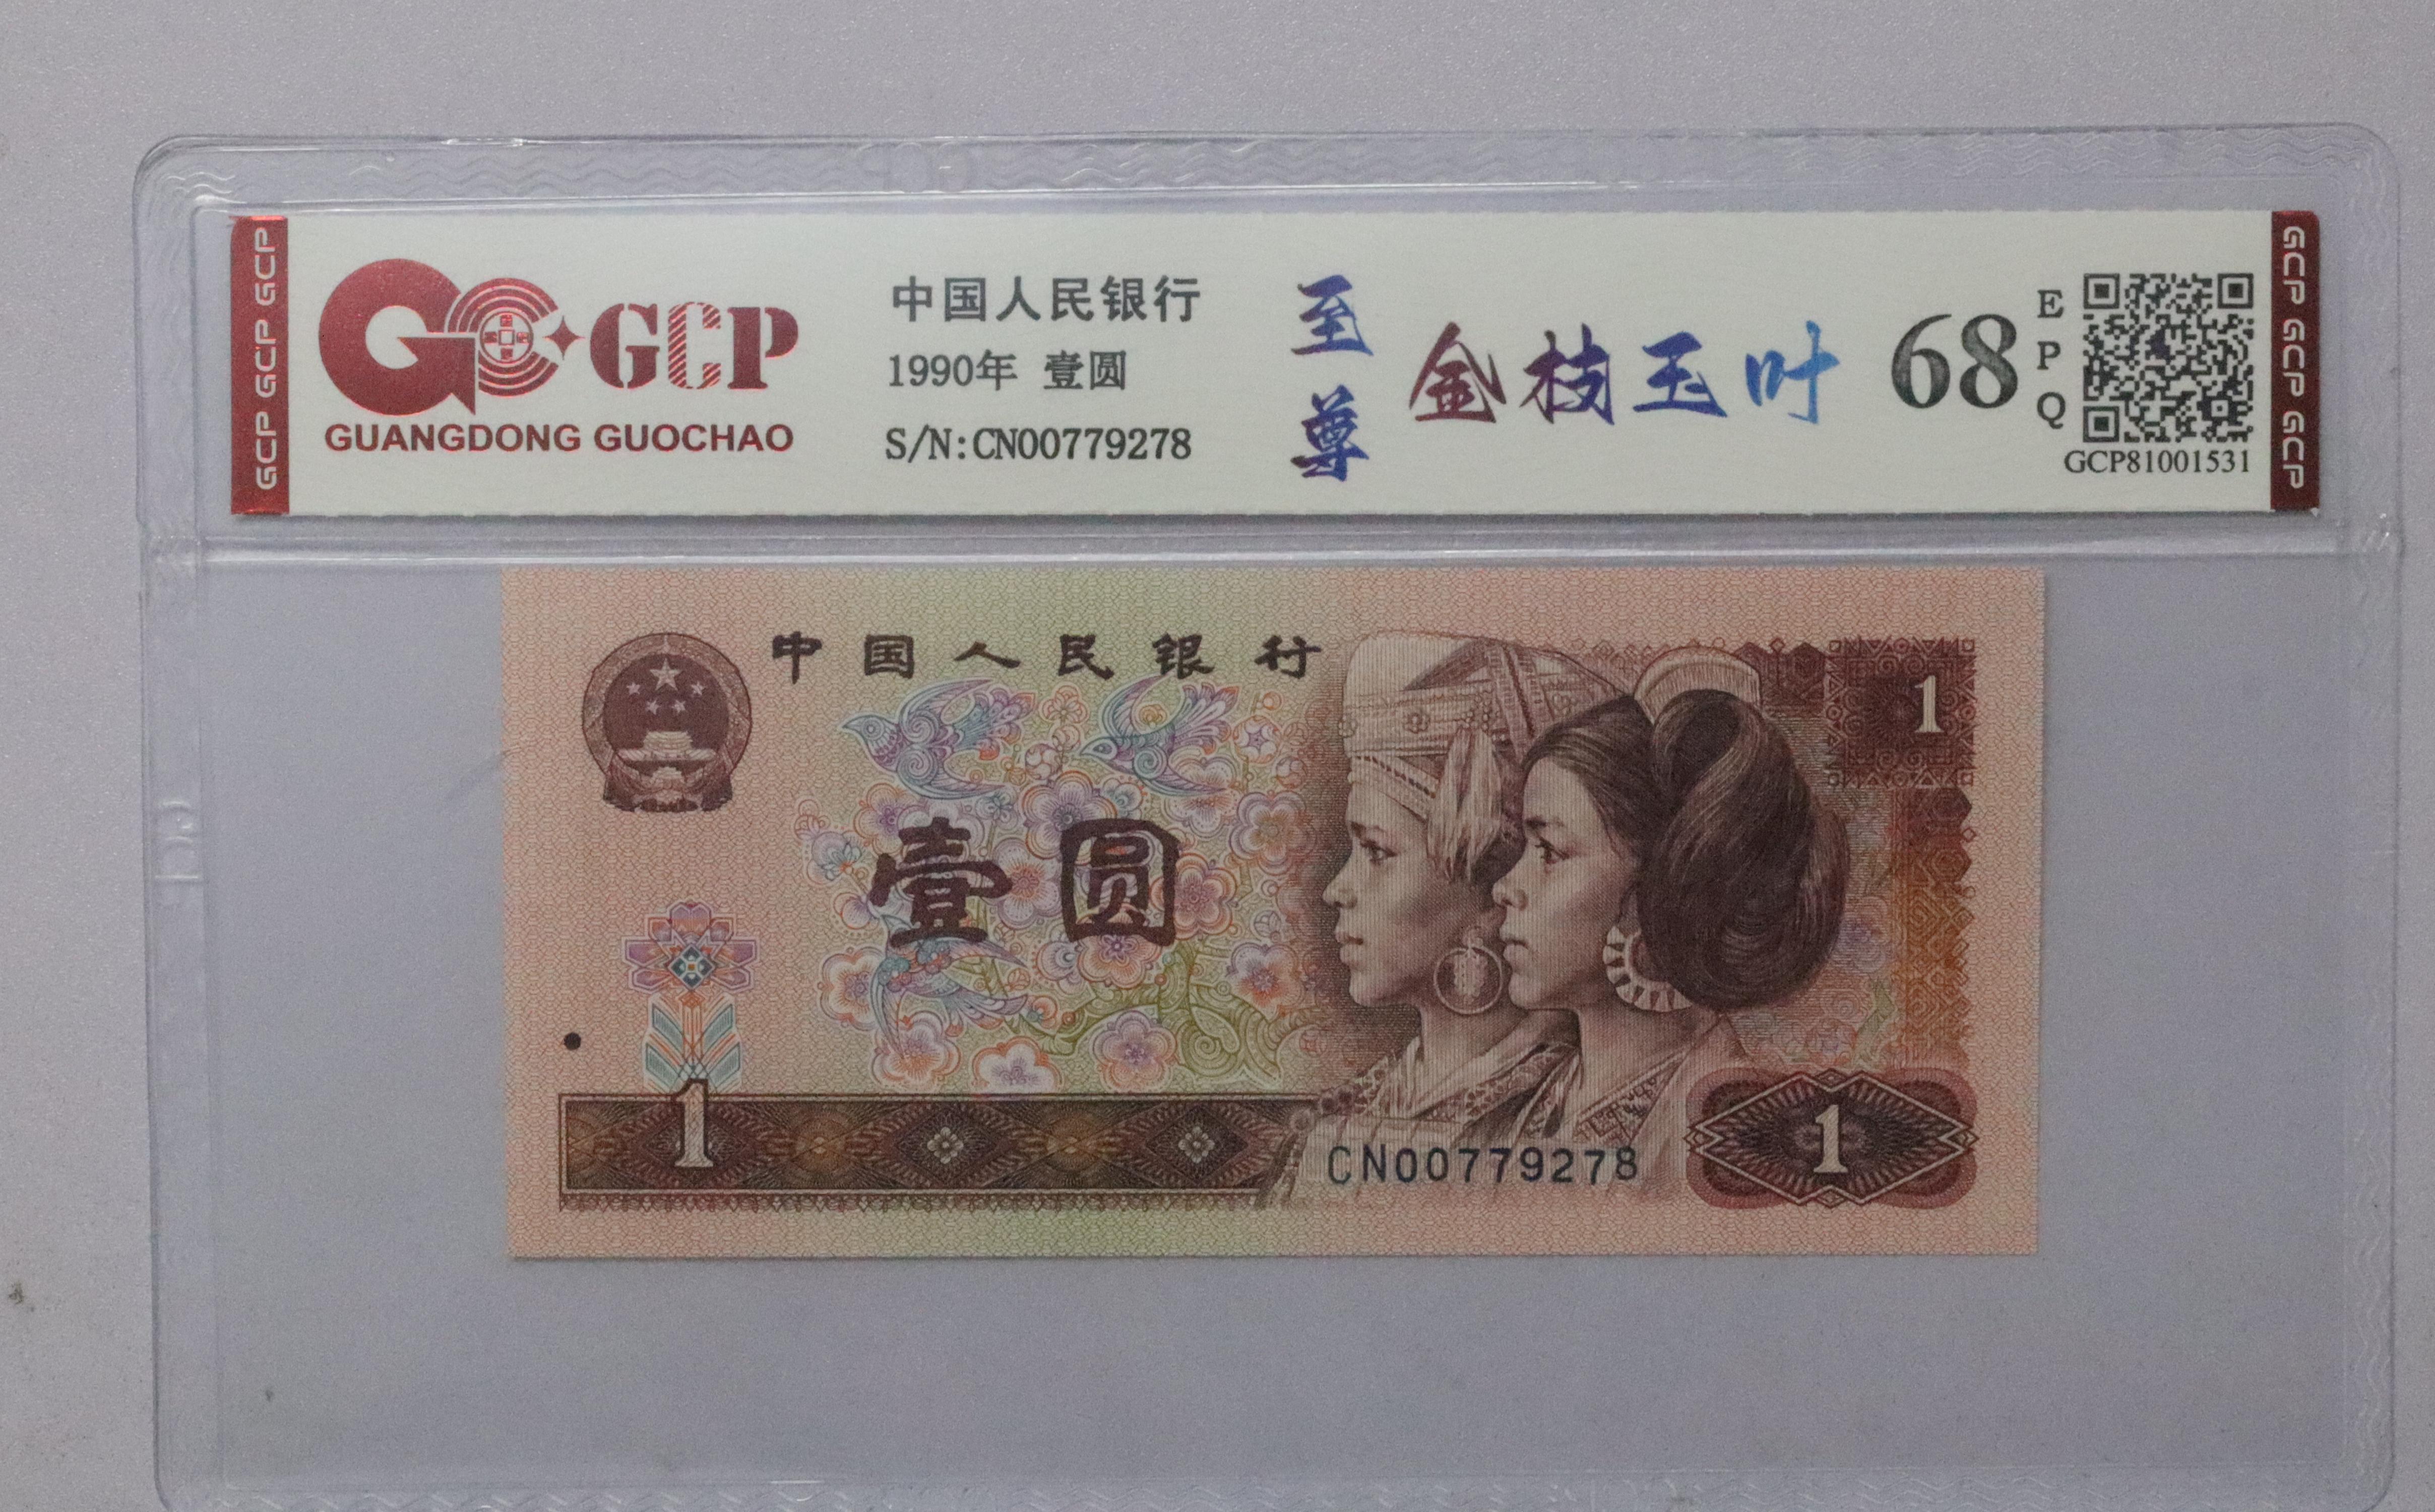 GCP GCP GCP
GCP
GUANGDONG GUOCHAO
中国人民银行
1990年 壹圆
S/N:CN00779278
至尊
金枝玉叶
68
EPQ
GCP81001531
GCP GCP GCP
中国人民银行
1
壹圆
1
CN00779278
1